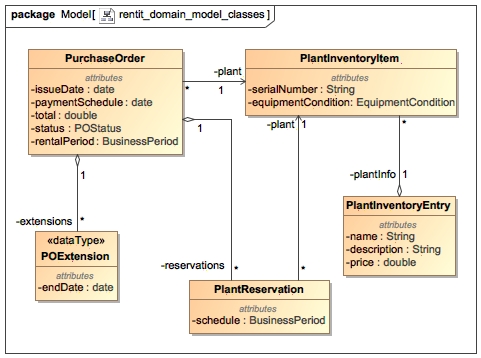 package Model[ rentit_domain_model_classes ]
PurchaseOrder
attributes
-issueDate : date
-paymentSchedule : date
-total : double
-status : POStatus
-rentalPeriod : BusinessPeriod
-plant
* 1
PlantInventoryItem
attributes
-serialNumber : String
-equipmentCondition: EquipmentCondition
1
1
-plant 1
*
-extensions *
-plantInfo 1
«dataType»
POExtension
attributes
-endDate : date
-reservations * *
PlantReservation
attributes
-schedule : BusinessPeriod
PlantInventoryEntry
attributes
-name : String
-description : String
-price : double